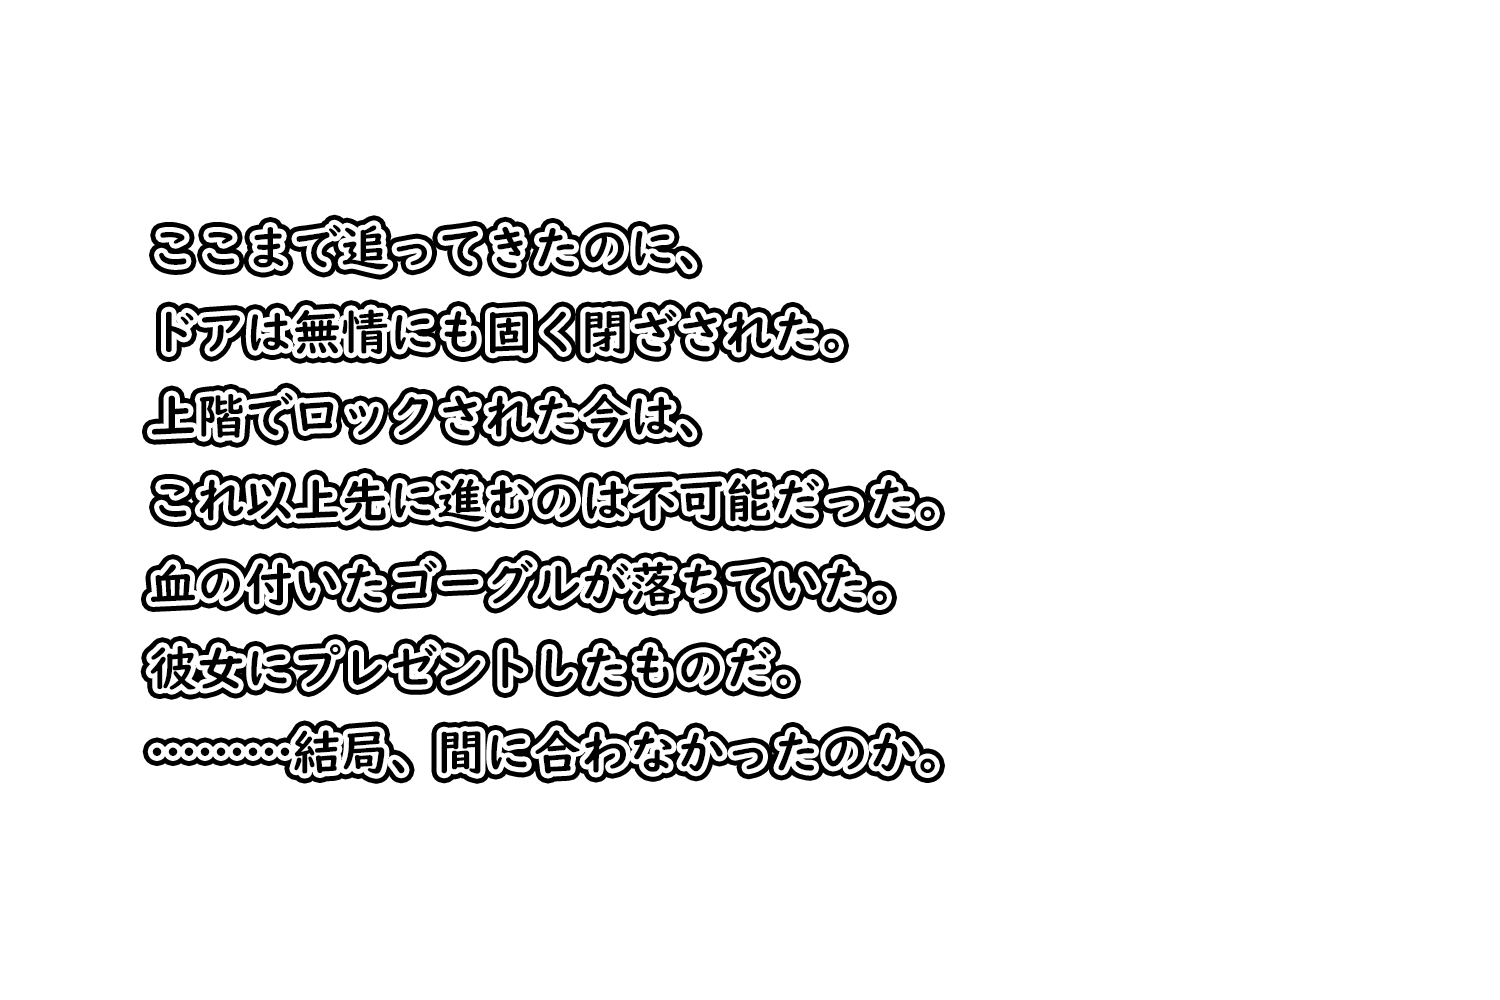 ここまで追ってきたのに、
ドアは無情にも固く閉ざされた。
上階でロックされた今は、
これ以上先に進むのは不可能だった。
血の付いたゴーグルが落ちていた。
彼女にプレゼントしたものだ。
………結局、間に合わなかったのか。